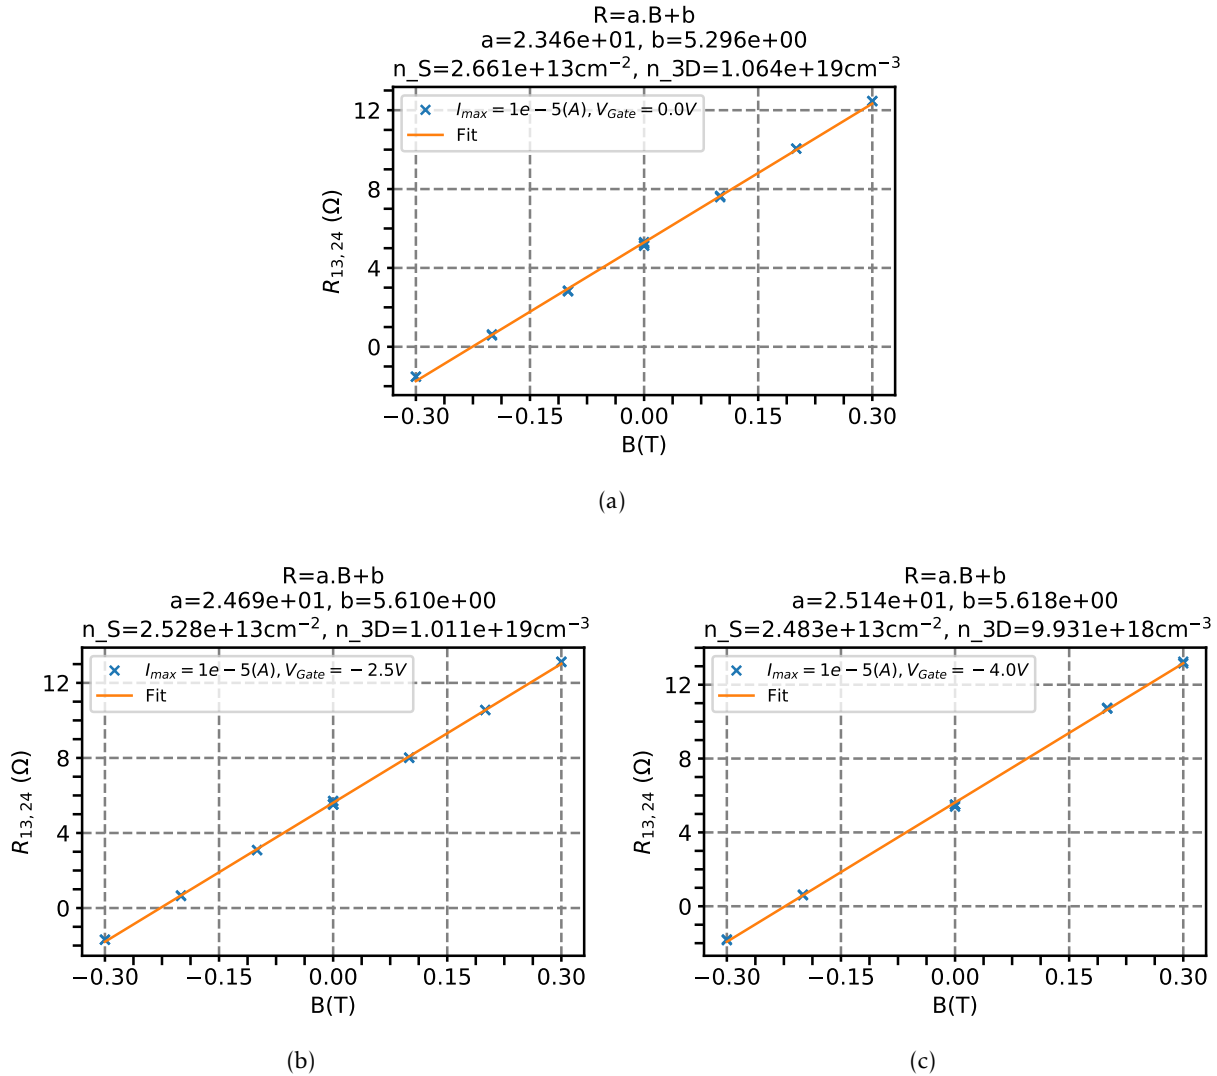 R=a.B+b
a=2.346e+01, b=5.296e+00
n_S=2.661e+13cm⁻², n_3D=1.064e+19cm⁻³
I_max = 1e − 5(A), V_Gate = 0.0V
Fit
12
8
4
0
R₁₃,₂₄ (Ω)
−0.30 −0.15 0.00 0.15 0.30
B(T)
(a)
R=a.B+b
a=2.469e+01, b=5.610e+00
n_S=2.528e+13cm⁻², n_3D=1.011e+19cm⁻³
I_max = 1e − 5(A), V_Gate = − 2.5V
Fit
12
8
4
0
R₁₃,₂₄ (Ω)
−0.30 −0.15 0.00 0.15 0.30
B(T)
(b)
R=a.B+b
a=2.514e+01, b=5.618e+00
n_S=2.483e+13cm⁻², n_3D=9.931e+18cm⁻³
I_max = 1e − 5(A), V_Gate = − 4.0V
Fit
12
8
4
0
R₁₃,₂₄ (Ω)
−0.30 −0.15 0.00 0.15 0.30
B(T)
(c)